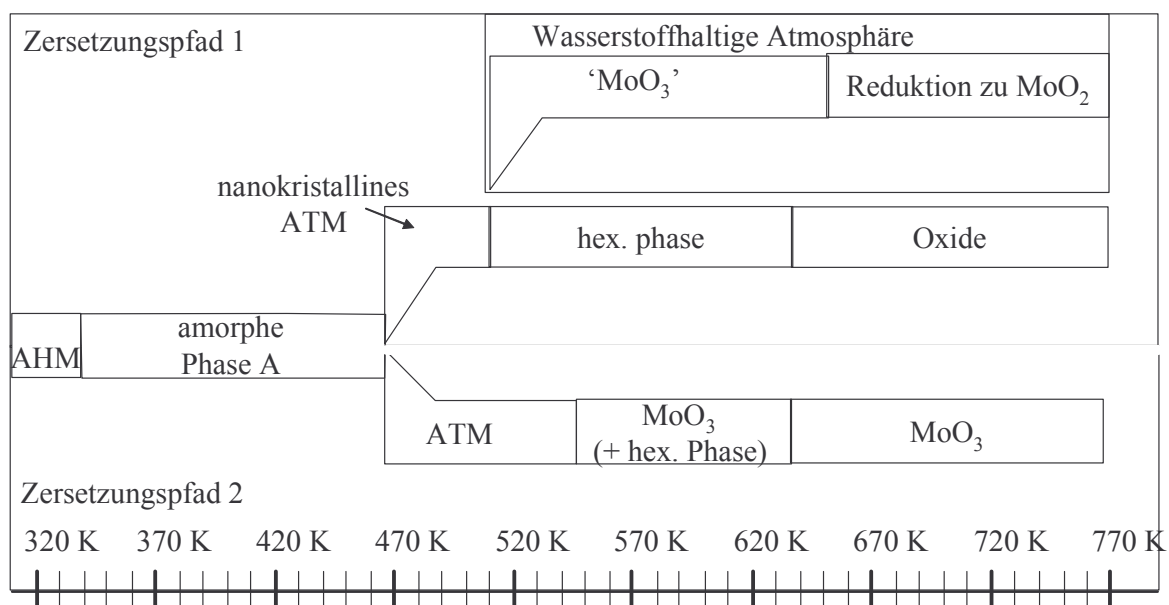 Zersetzungspfad 1
Wasserstoffhaltige Atmosphäre
‘MoO₃’
Reduktion zu MoO₂
nanokristallines
ATM
hex. phase
Oxide
AHM
amorphe
Phase A
ATM
MoO₃
(+ hex. Phase)
MoO₃
Zersetzungspfad 2
320 K 370 K 420 K 470 K 520 K 570 K 620 K 670 K 720 K 770 K